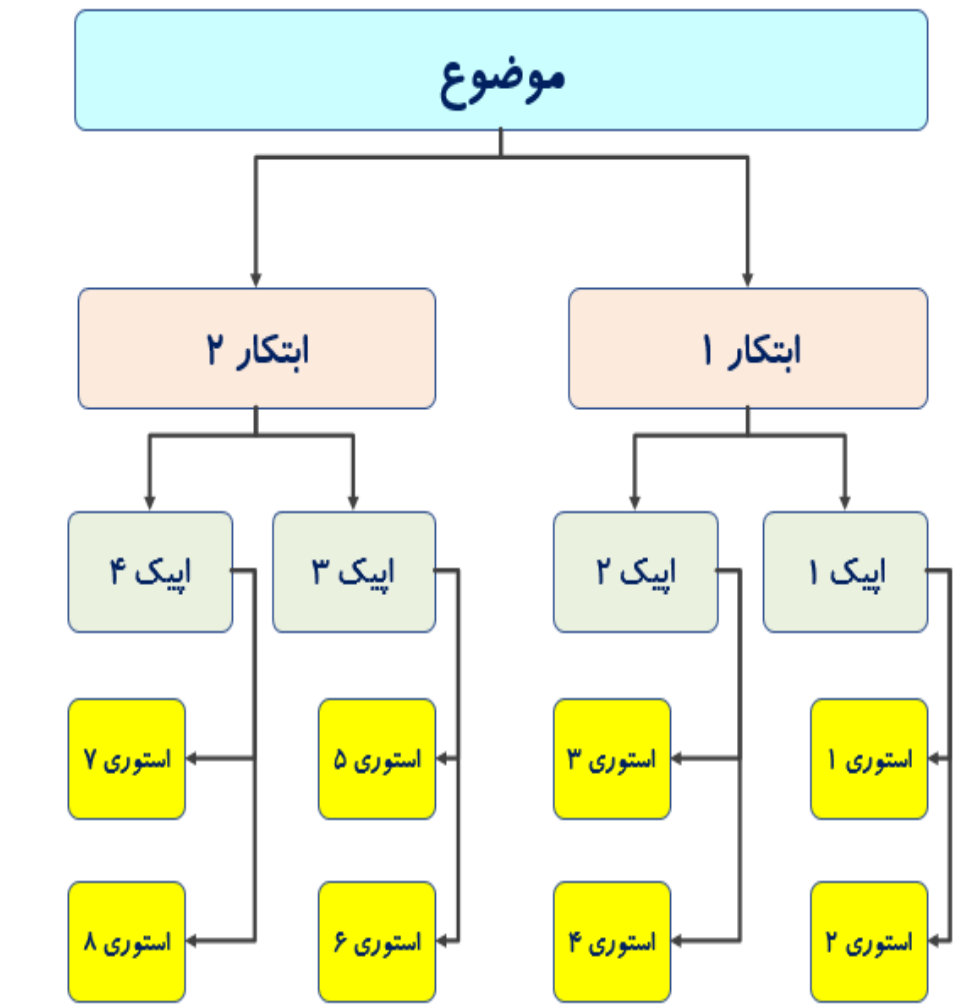 موضوع
ابتکار ۱
ابتکار ۲
اپیک ۱
اپیک ۲
اپیک ۳
اپیک ۴
استوری ۱
استوری ۳
استوری ۵
استوری ۷
استوری ۲
استوری ۴
استوری ۶
استوری ۸